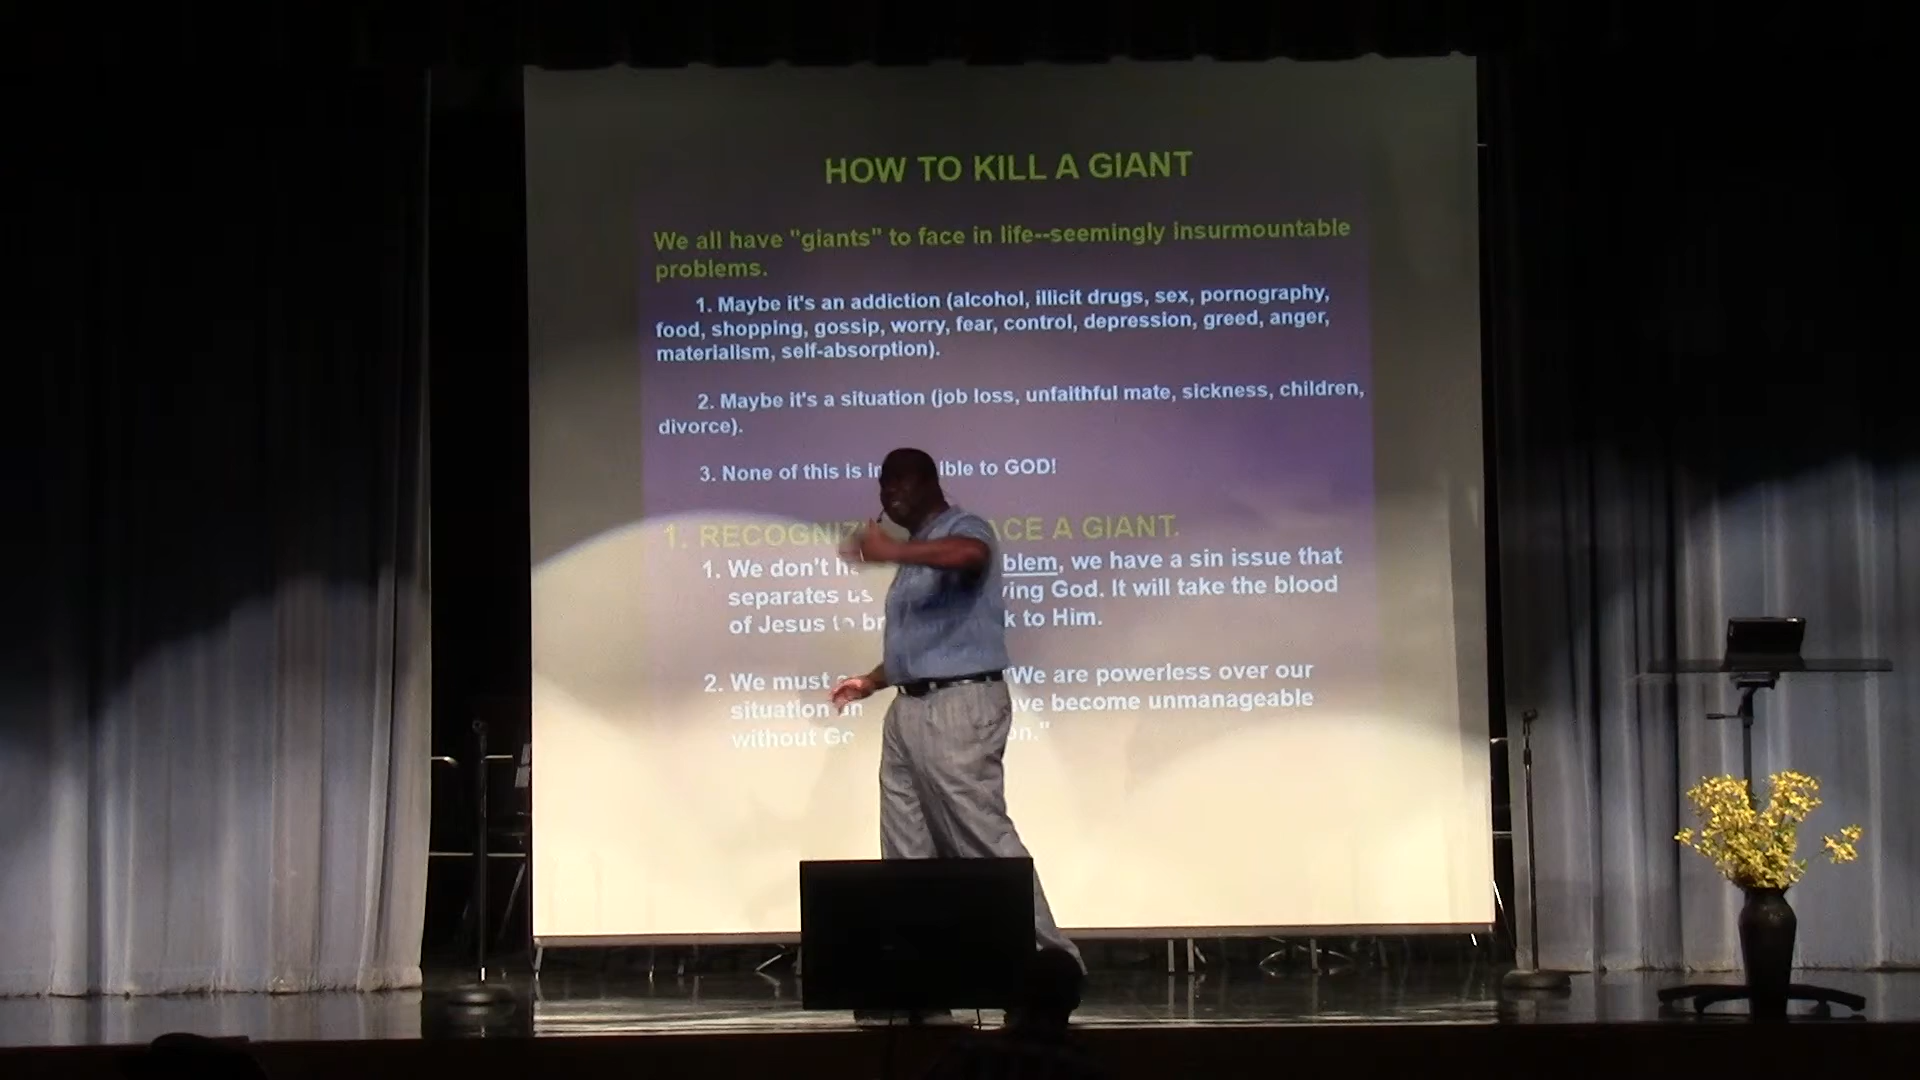 HOW TO KILL A GIANT
We all have "giants" to face in life--seemingly insurmountable
problems.
1. Maybe it's an addiction (alcohol, illicit drugs, sex, pornography,
food, shopping, gossip, worry, fear, control, depression, greed, anger,
materialism, self-absorption).
2. Maybe it's a situation (job loss, unfaithful mate, sickness, children,
divorce).
3. None of this is to GOD!
1. A GIANT.
1. We don't blem, we have a sin issue that
separates us God. It will take the blood
of Jesus to k to Him.
2. We must "We are powerless over our
situation ve become unmanageable
without on."